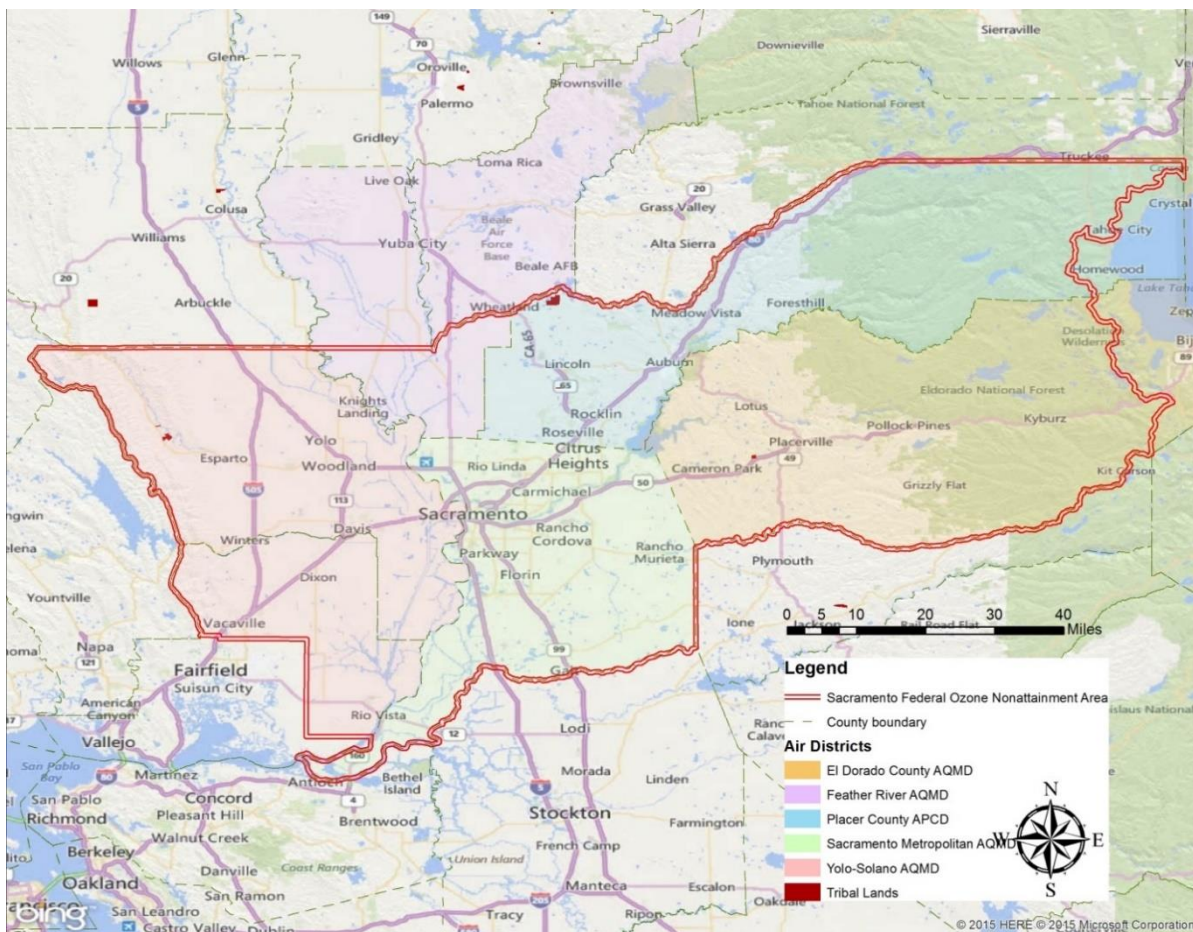 149
Sierraville
Glenn
70
Downieville
Willows
Oroville
Brownsville
Palermo
Tahoe National Forest
5
Gridley
Loma Rica
Truckee
Live Oak
20
Colusa
Grass Valley
Crystal
Beale
Air
Force
Base
Williams
Yuba City
Alta Sierra
80
Tahoe City
Beale AFB
Homewood
20
Arbuckle
Wheatland
Foresthill
Lake Tahoe
Meadow Vista
CA-65
Desolation
Wilderness
Lincoln
Auburn
89
65
Eldorado National Forest
Knights
Landing
Rocklin
Lotus
Kyburz
Roseville
Pollock Pines
Yolo
Citrus
Heights
Placerville
Esparto
Woodland
Rio Linda
Cameron Park
49
Kit Carson
50
Grizzly Flat
505
Carmichael
113
Sacramento
Davis
Rancho
Cordova
Winters
Parkway
Rancho
Murieta
Plymouth
Dixon
Florin
Yountville
Vacaville
Ione
0 5 10 20 30 40
Miles
Napa
99
121
Fairfield
Suisun City
Legend
American
Canyon
Sacramento Federal Ozone Nonattainment Area
Rio Vista
12
Lodi
County boundary
Vallejo
160
San Pablo
Bay
Air Districts
80
Martinez
Antioch
Bethel
Island
Morada
El Dorado County AQMD
Concord
4
Linden
N
San Pablo
Pleasant Hill
5
Feather River AQMD
Richmond
Brentwood
Stockton
Placer County APCD
Walnut Creek
Farmington
W E
Berkeley
Sacramento Metropolitan AQMD
Danville
Coast Ranges
Union Island
French Camp
Yolo-Solano AQMD
Oakland
S
San Ramon
Manteca
Escalon
Tribal Lands
bing
San Leandro
205
Oakdale
Castro Valley
Tracy
Ripon
Dublin
580
© 2015 HERE © 2015 Microsoft Corporation